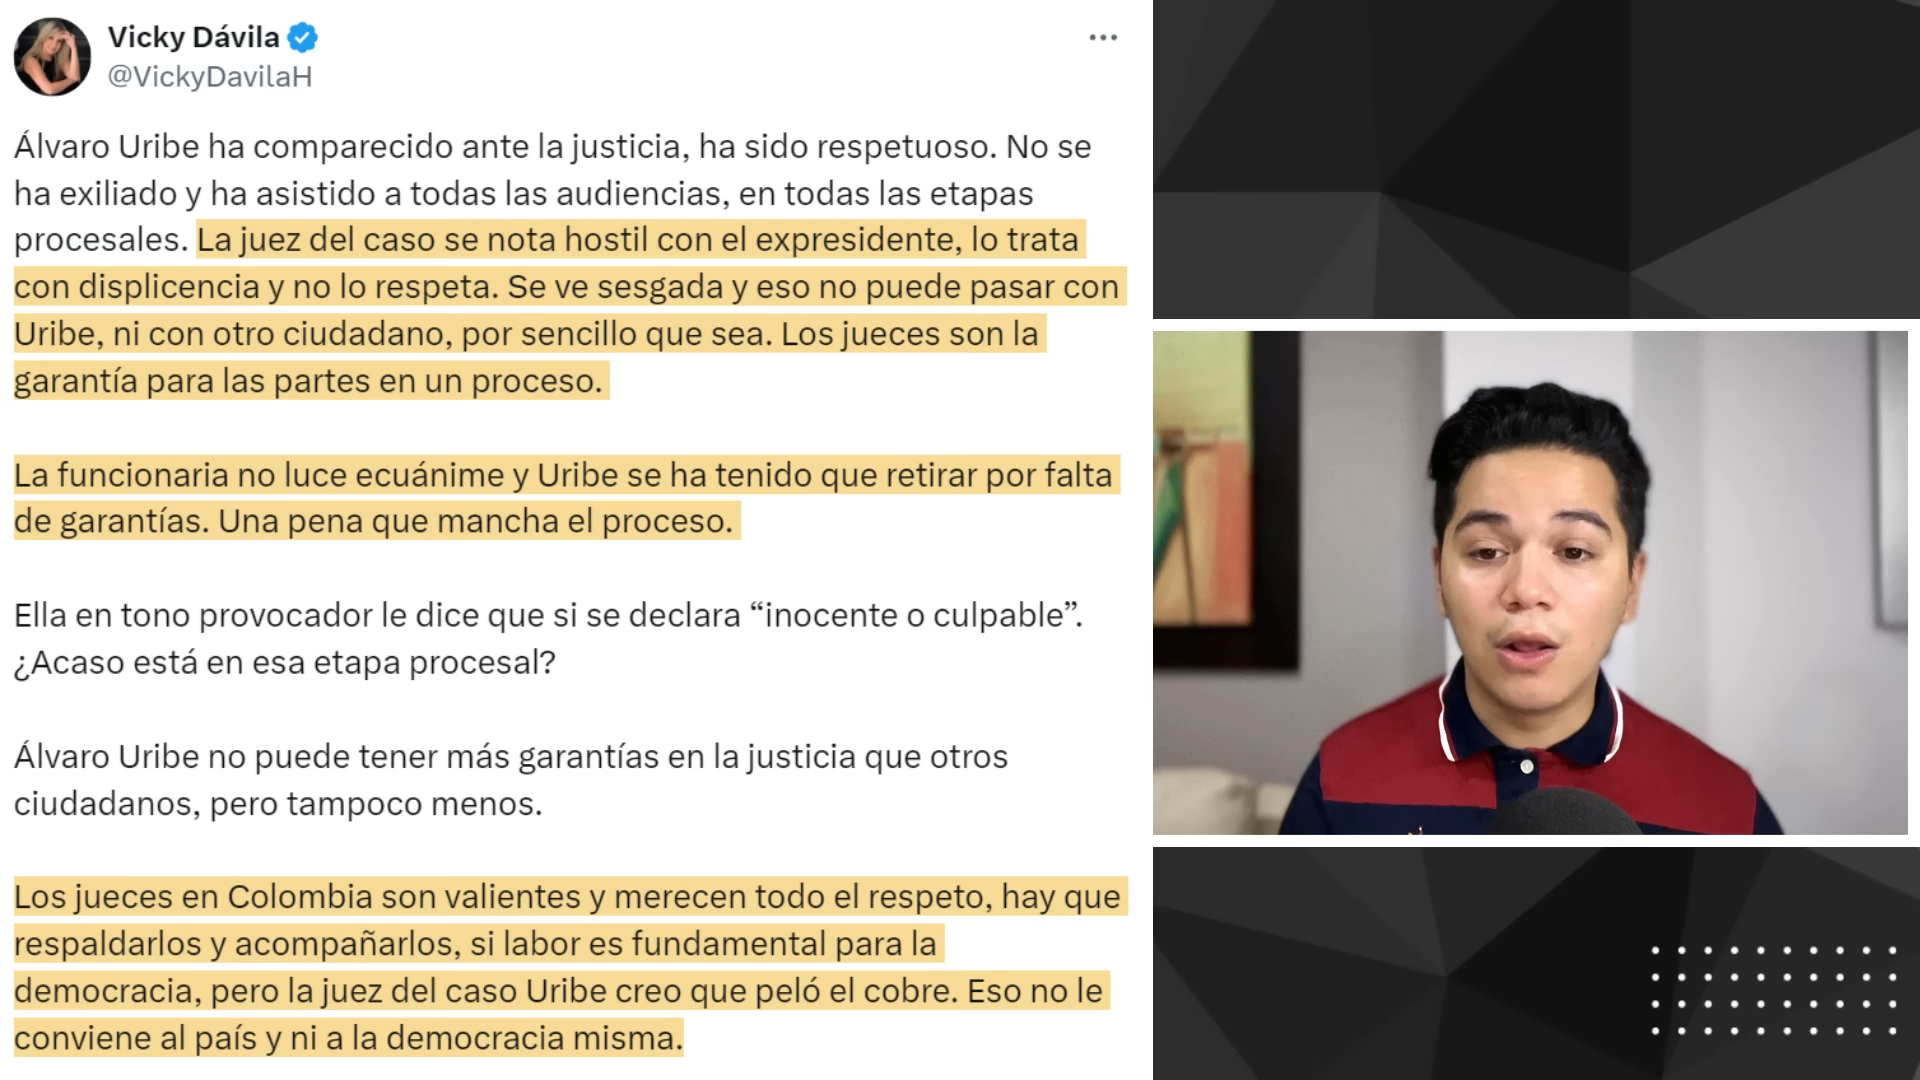 Vicky Dávila
@VickyDavilaH
Álvaro Uribe ha comparecido ante la justicia, ha sido respetuoso. No se
ha exiliado y ha asistido a todas las audiencias, en todas las etapas
procesales. La juez del caso se nota hostil con el expresidente, lo trata
con displicencia y no lo respeta. Se ve sesgada y eso no puede pasar con
Uribe, ni con otro ciudadano, por sencillo que sea. Los jueces son la
garantía para las partes en un proceso.
La funcionaria no luce ecuánime y Uribe se ha tenido que retirar por falta
de garantías. Una pena que mancha el proceso.
Ella en tono provocador le dice que si se declara “inocente o culpable”.
¿Acaso está en esa etapa procesal?
Álvaro Uribe no puede tener más garantías en la justicia que otros
ciudadanos, pero tampoco menos.
Los jueces en Colombia son valientes y merecen todo el respeto, hay que
respaldarlos y acompañarlos, si labor es fundamental para la
democracia, pero la juez del caso Uribe creo que peló el cobre. Eso no le
conviene al país y ni a la democracia misma.